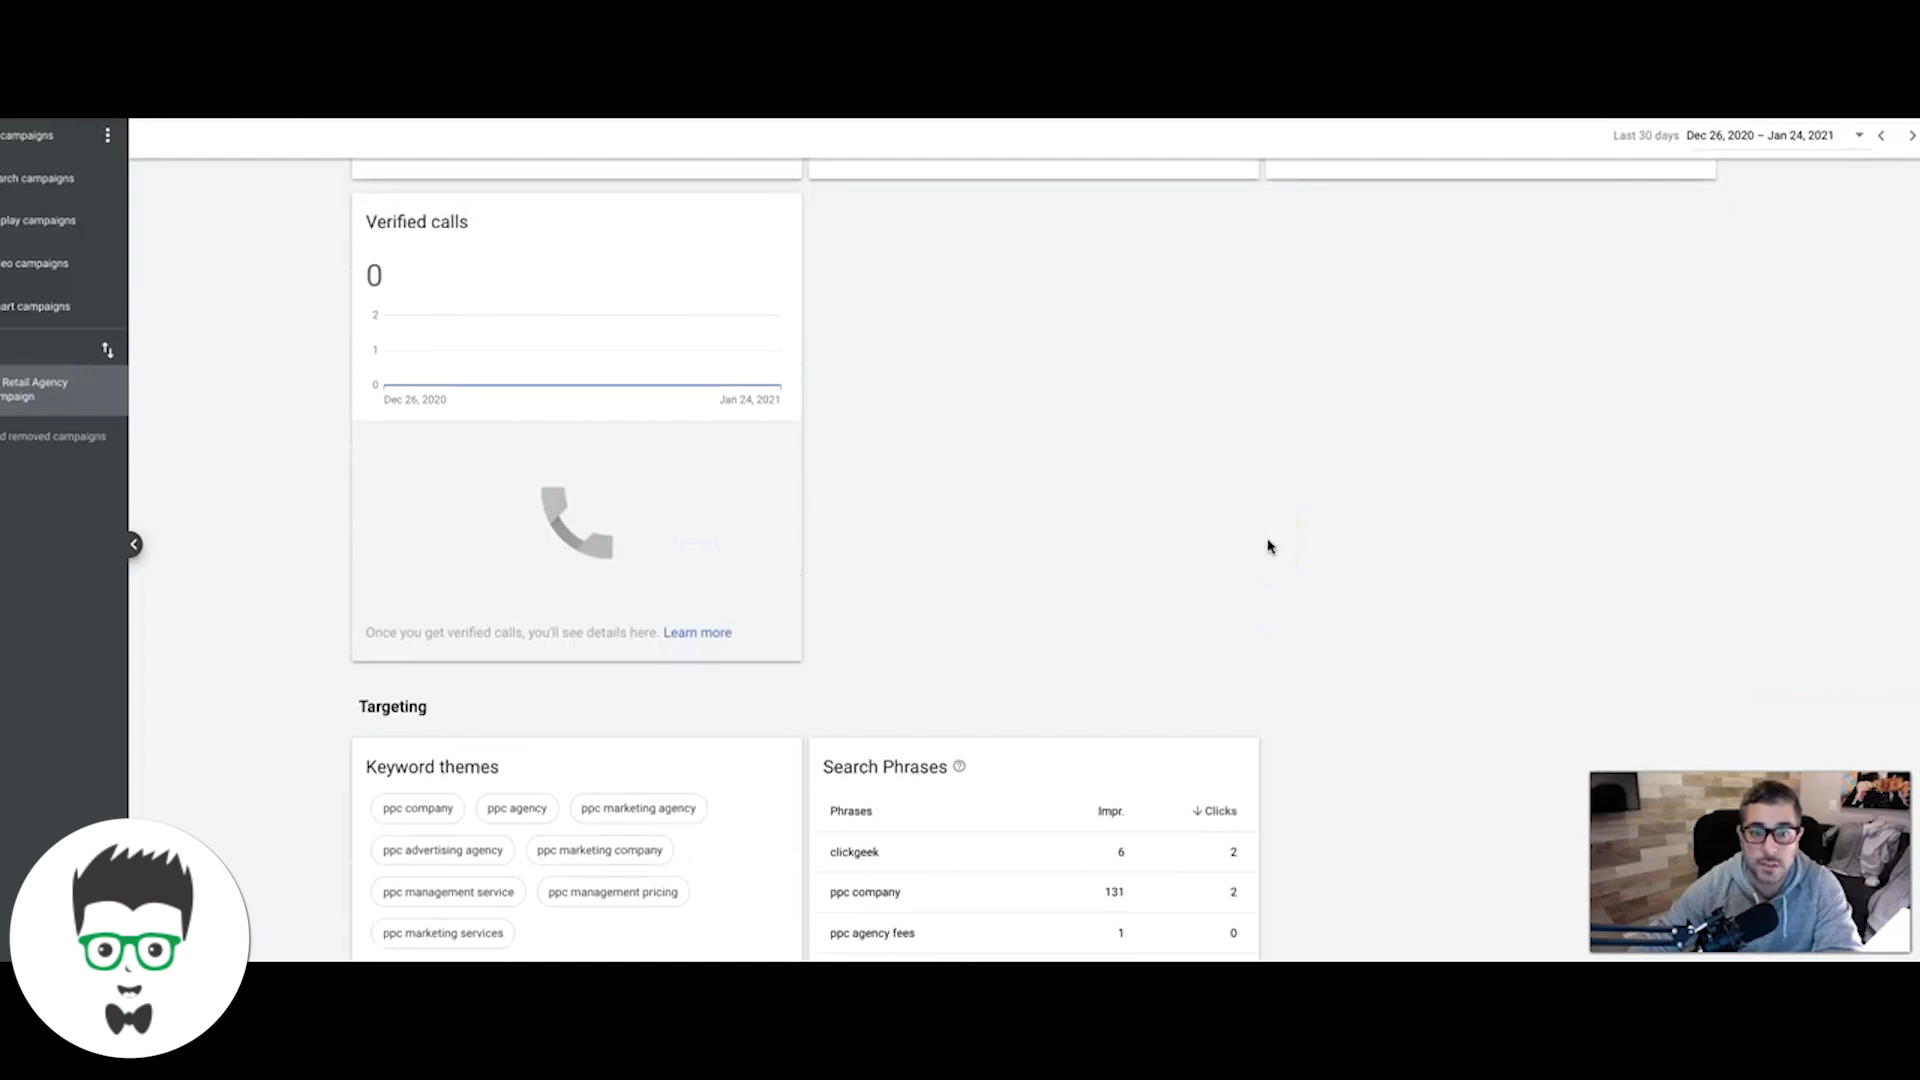 campaigns
Last 30 days Dec 26, 2020 – Jan 24, 2021
arch campaigns
play campaigns
eo campaigns
art campaigns
Retail Agency
mpaign
d removed campaigns
Verified calls
0
2
1
0
Dec 26, 2020 Jan 24, 2021
Once you get verified calls, you'll see details here. Learn more
Targeting
Keyword themes
ppc company ppc agency ppc marketing agency
ppc advertising agency ppc marketing company
ppc management service ppc management pricing
ppc marketing services
Search Phrases
Phrases Impr. Clicks
clickgeek 6 2
ppc company 131 2
ppc agency fees 1 0